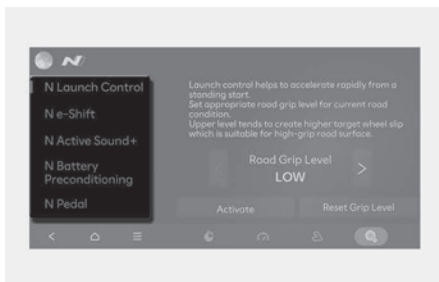 N
N Launch Control
N e-Shift
N Active Sound+
N Battery
Preconditioning
N Pedal
Launch control helps to accelerate rapidly from a
standing start.
Set appropriate road grip level for current road
condition.
Upper level tends to create higher target wheel slip
which is suitable for high-grip road surface.
Road Grip Level
LOW
Activate
Reset Grip Level